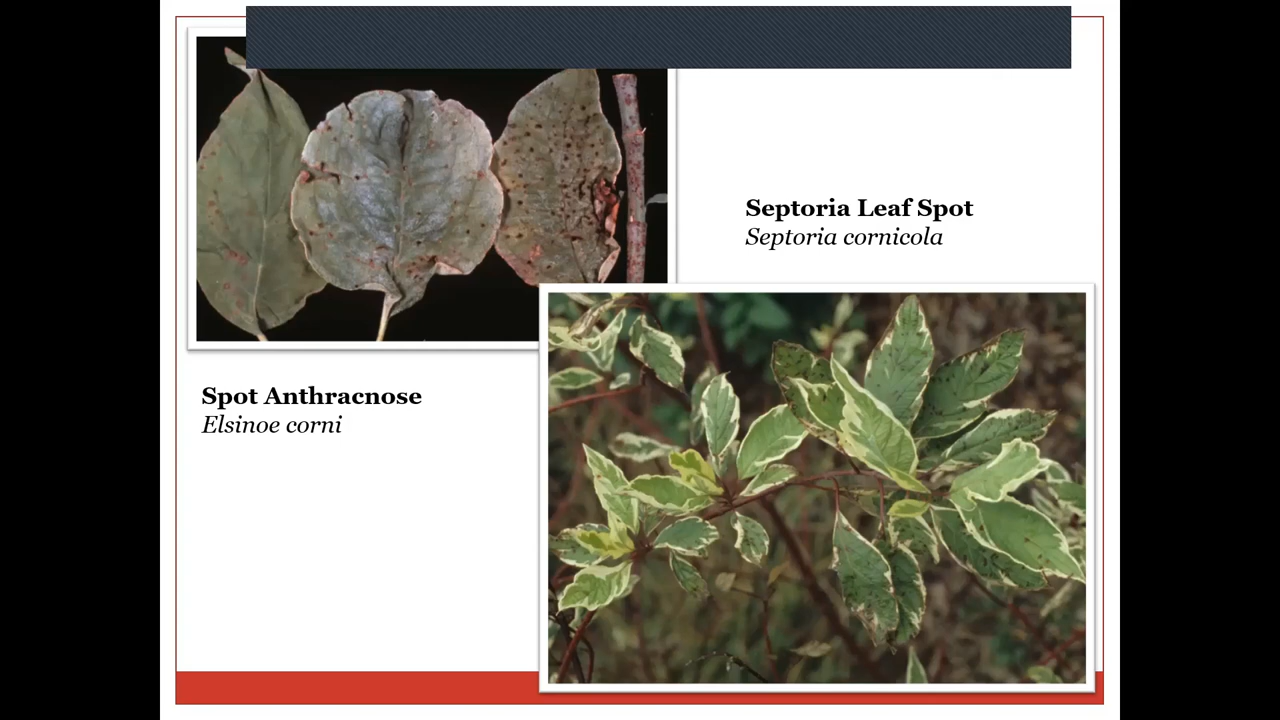 Septoria Leaf Spot
Septoria cornicola
Spot Anthracnose
Elsinoe corni